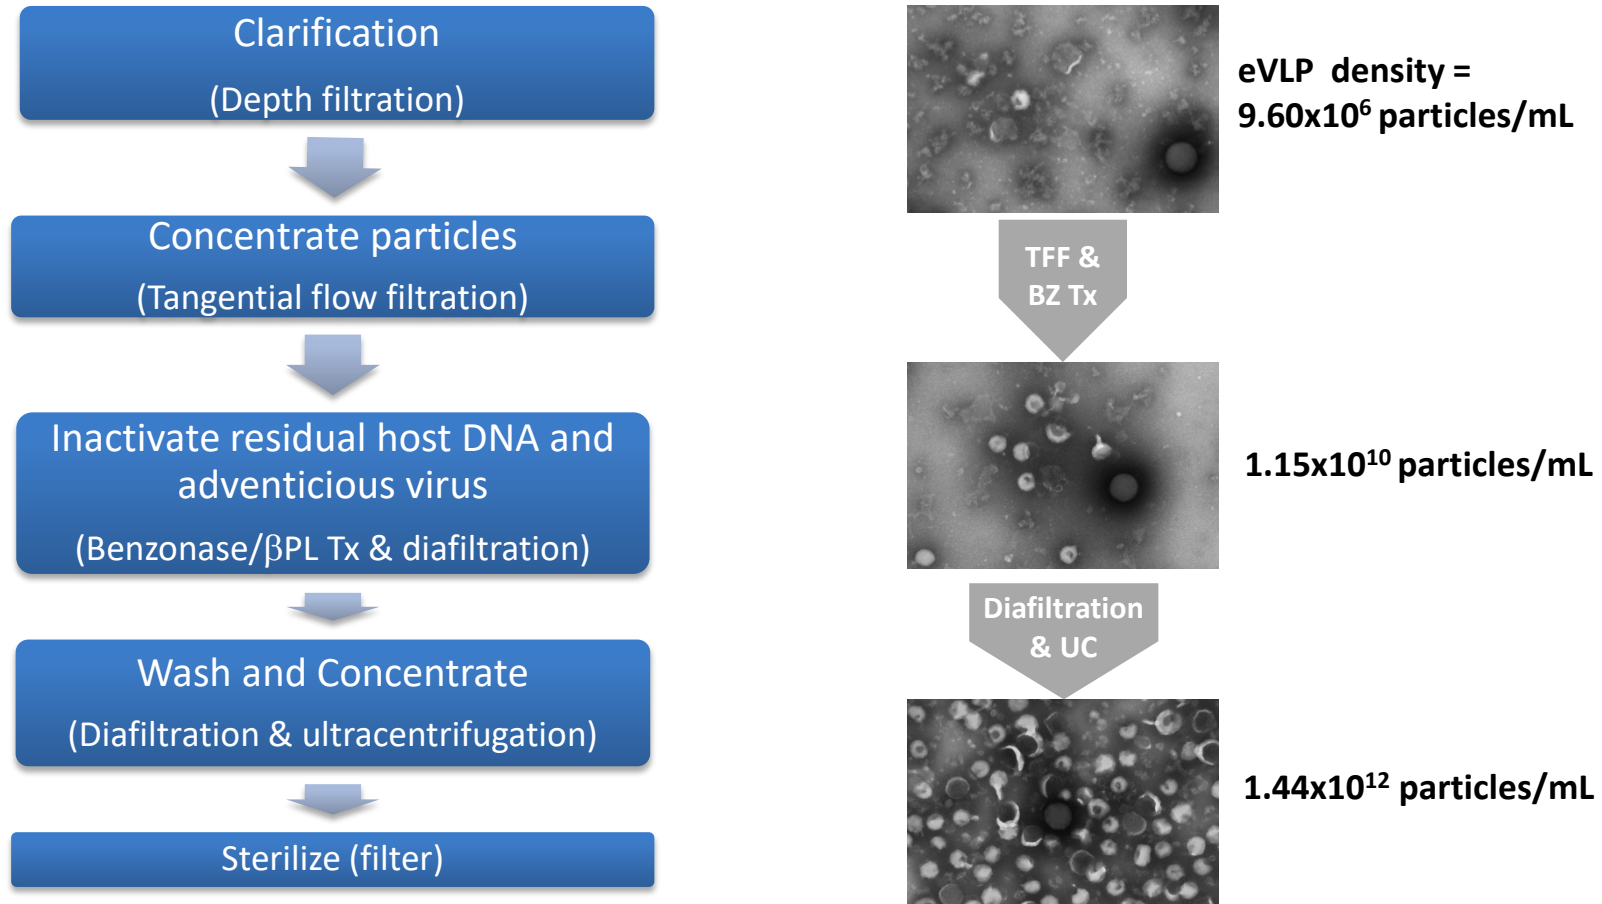 Clarification
(Depth filtration)
Concentrate particles
(Tangential flow filtration)
Inactivate residual host DNA and
adventicious virus
(Benzonase/βPL Tx & diafiltration)
Wash and Concentrate
(Diafiltration & ultracentrifugation)
Sterilize (filter)
eVLP density =
9.60x10⁶ particles/mL
TFF &
BZ Tx
1.15x10¹⁰ particles/mL
Diafiltration
& UC
1.44x10¹² particles/mL